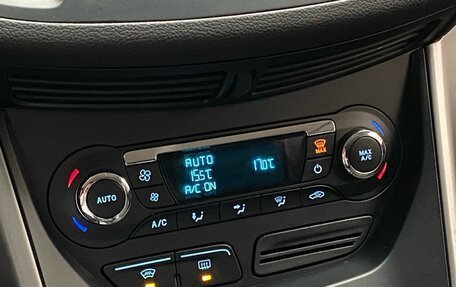 AUTO
15.5°C
A/C ON
17.0°C
MAX
MAX
A/C
AUTO
A/C